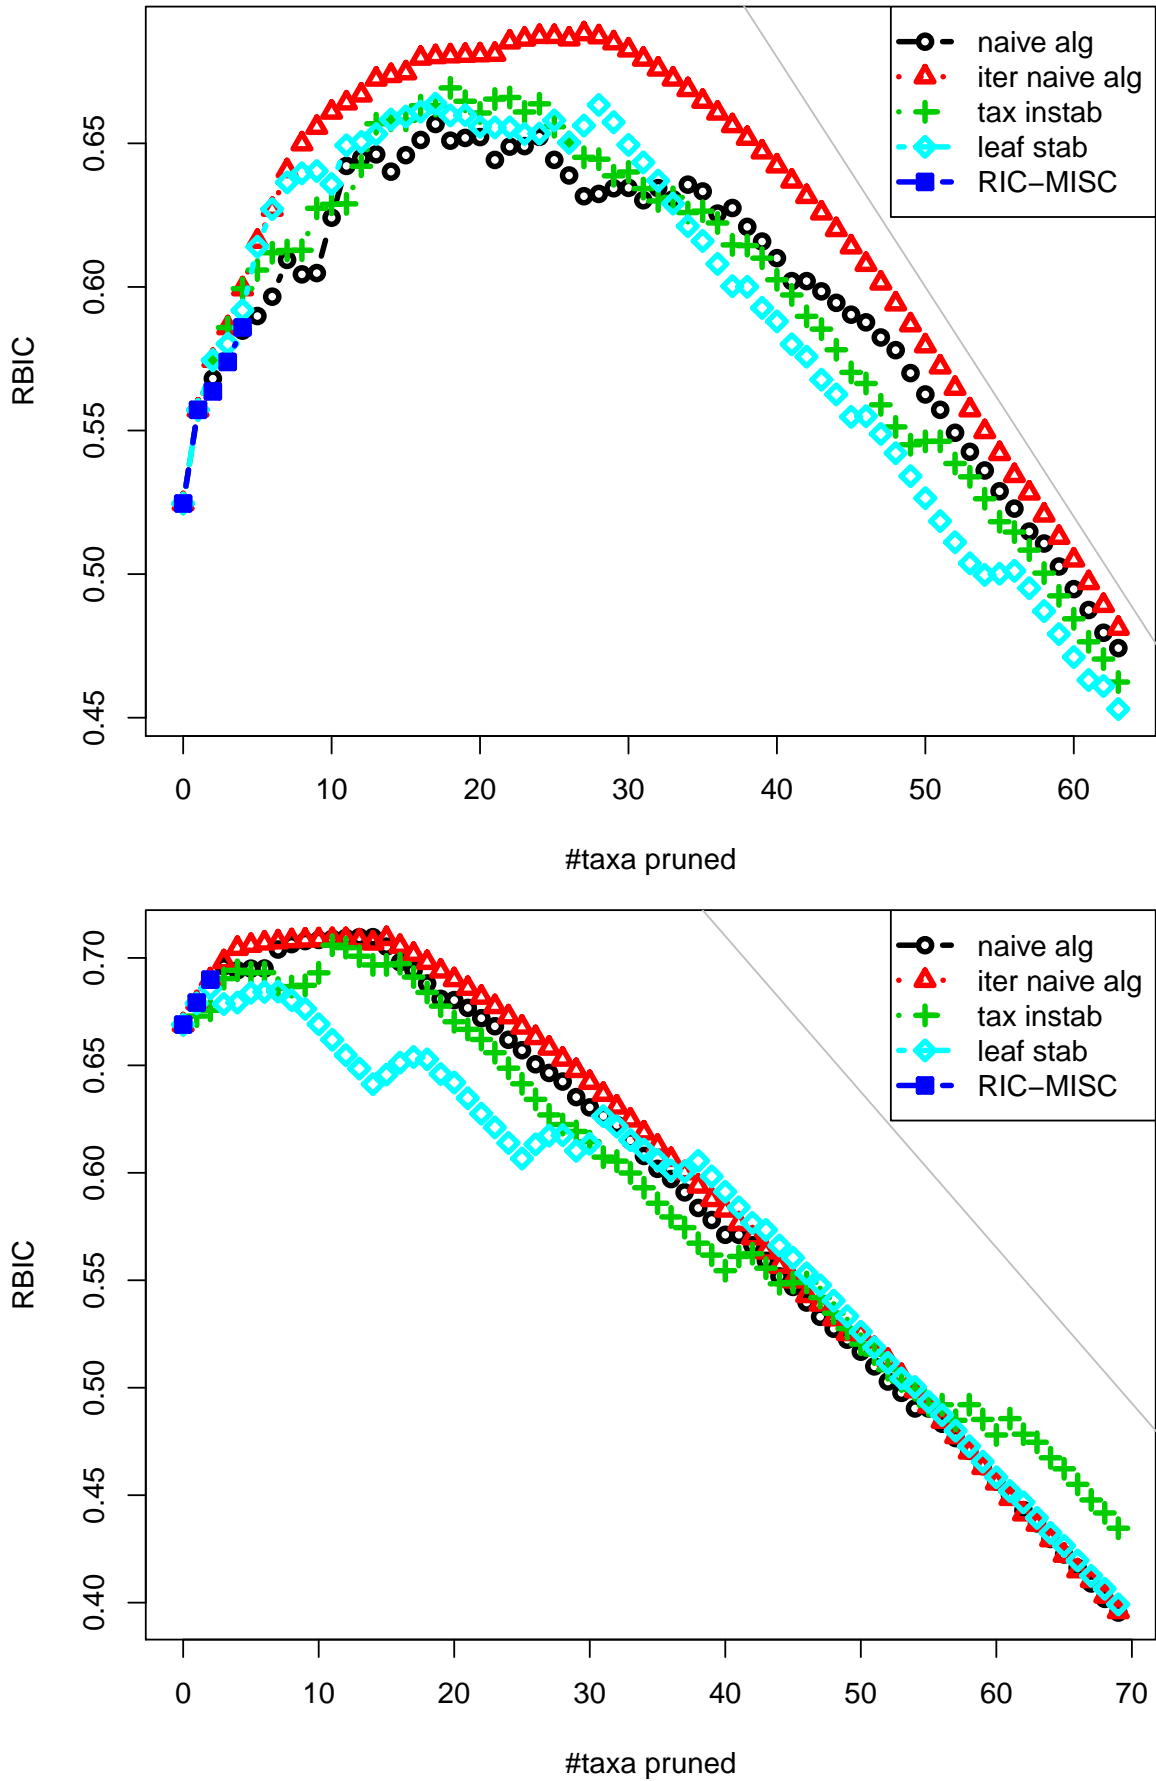 naive alg
iter naive alg
tax instab
leaf stab
RIC−MISC
RBIC
0.65
0.60
0.55
0.50
0.45
0 10 20 30 40 50 60
#taxa pruned
naive alg
iter naive alg
tax instab
leaf stab
RIC−MISC
RBIC
0.70
0.65
0.60
0.55
0.50
0.45
0.40
0 10 20 30 40 50 60 70
#taxa pruned